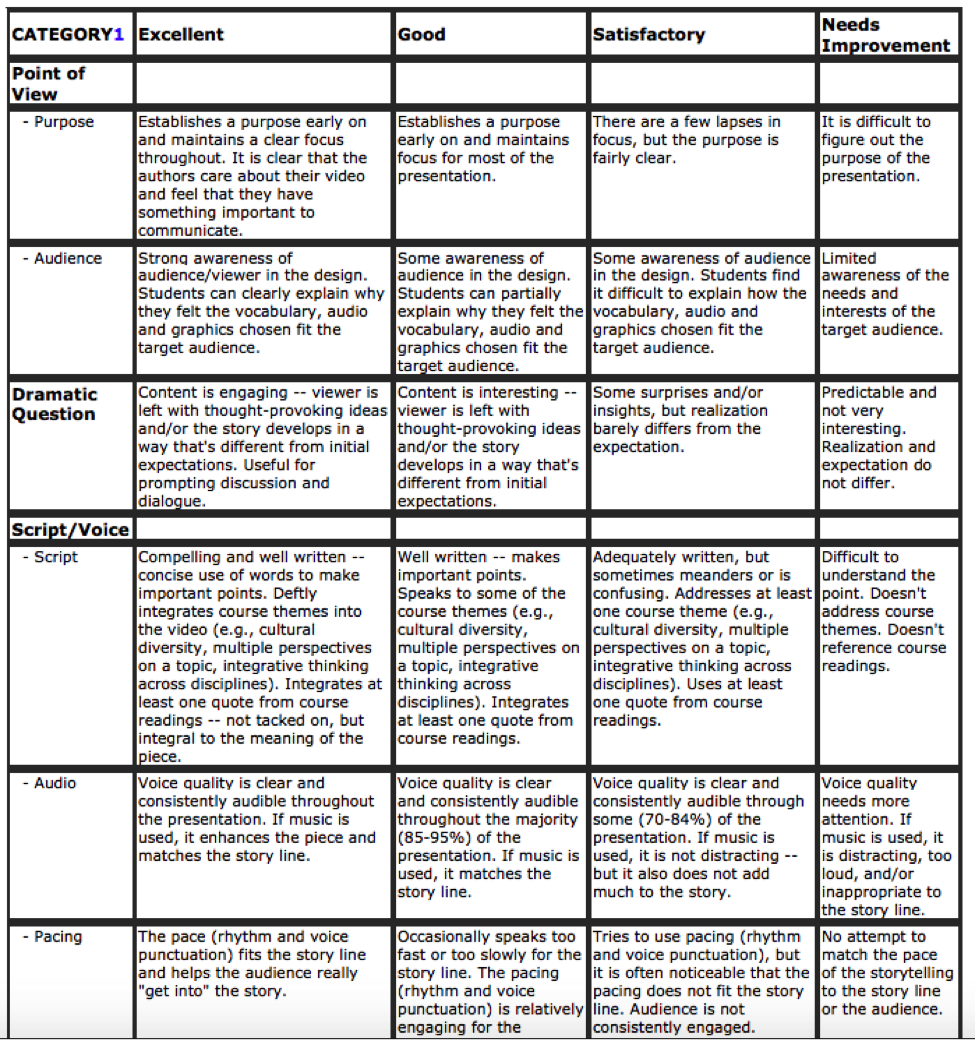 CATEGORY1 Excellent Good Satisfactory Needs Improvement
Point of
View
- Purpose
Establishes a purpose early on
and maintains a clear focus
throughout. It is clear that the
authors care about their video
and feel that they have
something important to
communicate.
Establishes a purpose
early on and maintains
focus for most of the
presentation.
There are a few lapses in
focus, but the purpose is
fairly clear.
It is difficult to
figure out the
purpose of the
presentation.
- Audience
Strong awareness of
audience/viewer in the design.
Students can clearly explain why
they felt the vocabulary, audio
and graphics chosen fit the
target audience.
Some awareness of
audience in the design.
Students can partially
explain why they felt the
vocabulary, audio and
graphics chosen fit the
target audience.
Some awareness of audience
in the design. Students find
it difficult to explain how the
vocabulary, audio and
graphics chosen fit the
target audience.
Limited
awareness of the
needs and
interests of the
target audience.
Dramatic
Question
Content is engaging -- viewer is
left with thought-provoking ideas
and/or the story develops in a
way that's different from initial
expectations. Useful for
prompting discussion and
dialogue.
Content is interesting --
viewer is left with
thought-provoking ideas
and/or the story
develops in a way that's
different from initial
expectations.
Some surprises and/or
insights, but realization
barely differs from the
expectation.
Predictable and
not very
interesting.
Realization and
expectation do
not differ.
Script/Voice
- Script
Compelling and well written --
concise use of words to make
important points. Deftly
integrates course themes into
the video (e.g., cultural
diversity, multiple perspectives
on a topic, integrative thinking
across disciplines). Integrates at
least one quote from course
readings -- not tacked on, but
integral to the meaning of the
piece.
Well written -- makes
important points.
Speaks to some of the
course themes (e.g.,
cultural diversity,
multiple perspectives on
a topic, integrative
thinking across
disciplines). Integrates
at least one quote from
course readings.
Adequately written, but
sometimes meanders or is
confusing. Addresses at least
one course theme (e.g.,
cultural diversity, multiple
perspectives on a topic,
integrative thinking across
disciplines). Uses at least
one quote from course
readings.
Difficult to
understand the
point. Doesn't
address course
themes. Doesn't
reference course
readings.
- Audio
Voice quality is clear and
consistently audible throughout
the presentation. If music is
used, it enhances the piece and
matches the story line.
Voice quality is clear
and consistently audible
throughout the majority
(85-95%) of the
presentation. If music is
used, it matches the
story line.
Voice quality is clear and
consistently audible through
some (70-84%) of the
presentation. If music is
used, it is not distracting --
but it also does not add
much to the story.
Voice quality
needs more
attention. If
music is used, it
is distracting, too
loud, and/or
inappropriate to
the story line.
- Pacing
The pace (rhythm and voice
punctuation) fits the story line
and helps the audience really
"get into" the story.
Occasionally speaks too
fast or too slowly for the
story line. The pacing
(rhythm and voice
punctuation) is relatively
engaging for the
Tries to use pacing (rhythm
and voice punctuation), but
it is often noticeable that the
pacing does not fit the story
line. Audience is not
consistently engaged.
No attempt to
match the pace
of the storytelling
to the story line
or the audience.